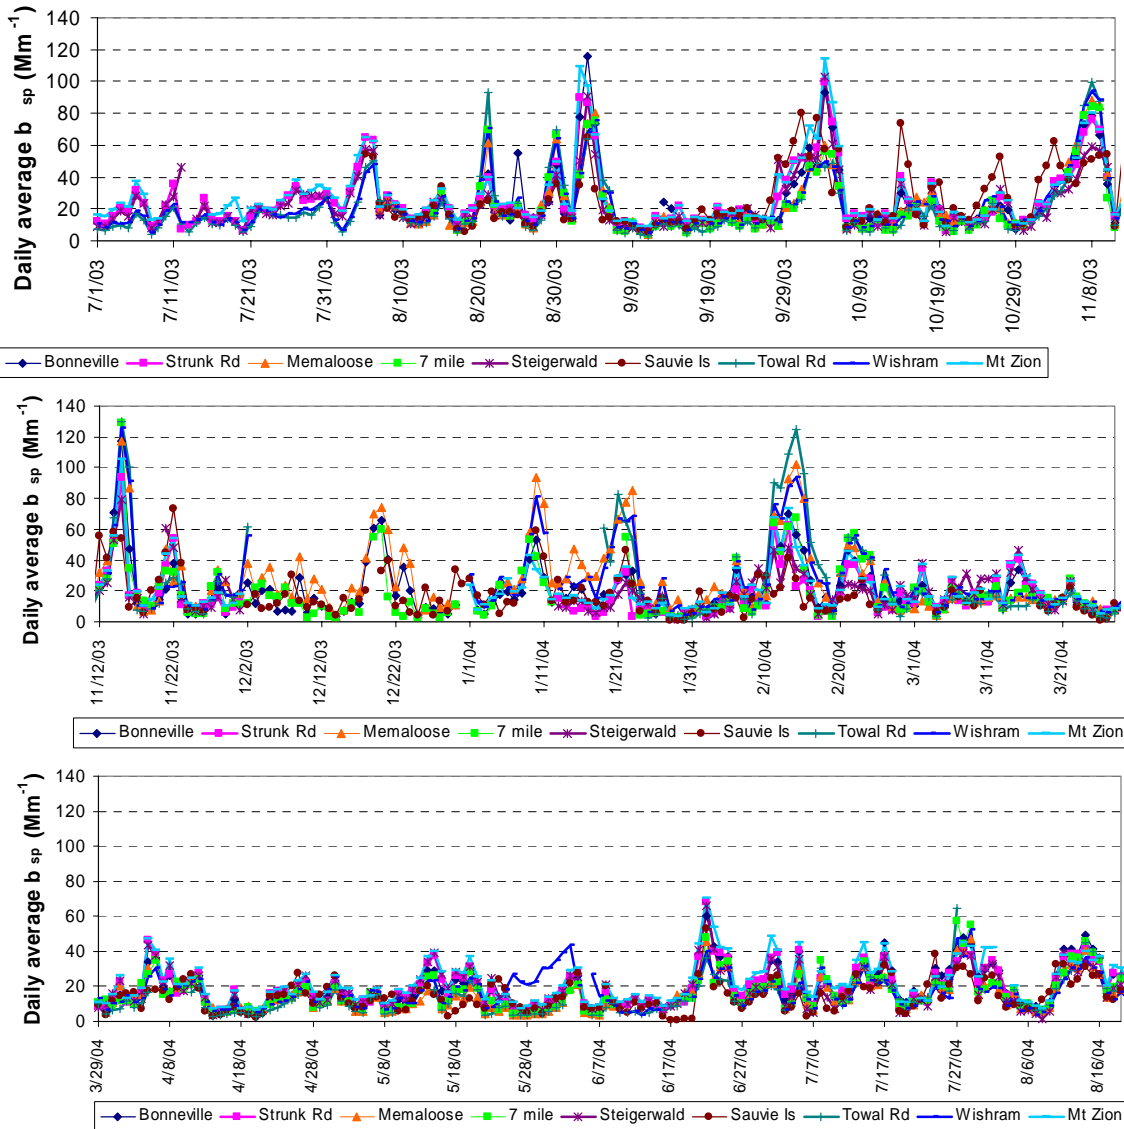 Daily average b sp (Mm-1)
140
120
100
80
60
40
20
0
7/1/03 7/11/03 7/21/03 7/31/03 8/10/03 8/20/03 8/30/03 9/9/03 9/19/03 9/29/03 10/9/03 10/19/03 10/29/03 11/8/03
Bonneville Strunk Rd Memaloose 7 mile Steigerwald Sauvie Is Towal Rd Wishram Mt Zion
Daily average b sp (Mm-1)
140
120
100
80
60
40
20
0
11/12/03 11/22/03 12/2/03 12/12/03 12/22/03 1/1/04 1/11/04 1/21/04 1/31/04 2/10/04 2/20/04 3/1/04 3/11/04 3/21/04
Bonneville Strunk Rd Memaloose 7 mile Steigerwald Sauvie Is Towal Rd Wishram Mt Zion
Daily average b sp (Mm-1)
140
120
100
80
60
40
20
0
3/29/04 4/8/04 4/18/04 4/28/04 5/8/04 5/18/04 5/28/04 6/7/04 6/17/04 6/27/04 7/7/04 7/17/04 7/27/04 8/6/04 8/16/04
Bonneville Strunk Rd Memaloose 7 mile Steigerwald Sauvie Is Towal Rd Wishram Mt Zion